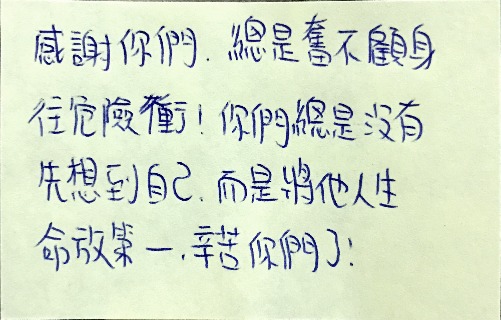 感謝你們．總是奮不顧身
往危險衝！你們總是沒有
先想到自己．而是將他人生
命放第一．辛苦你們了！